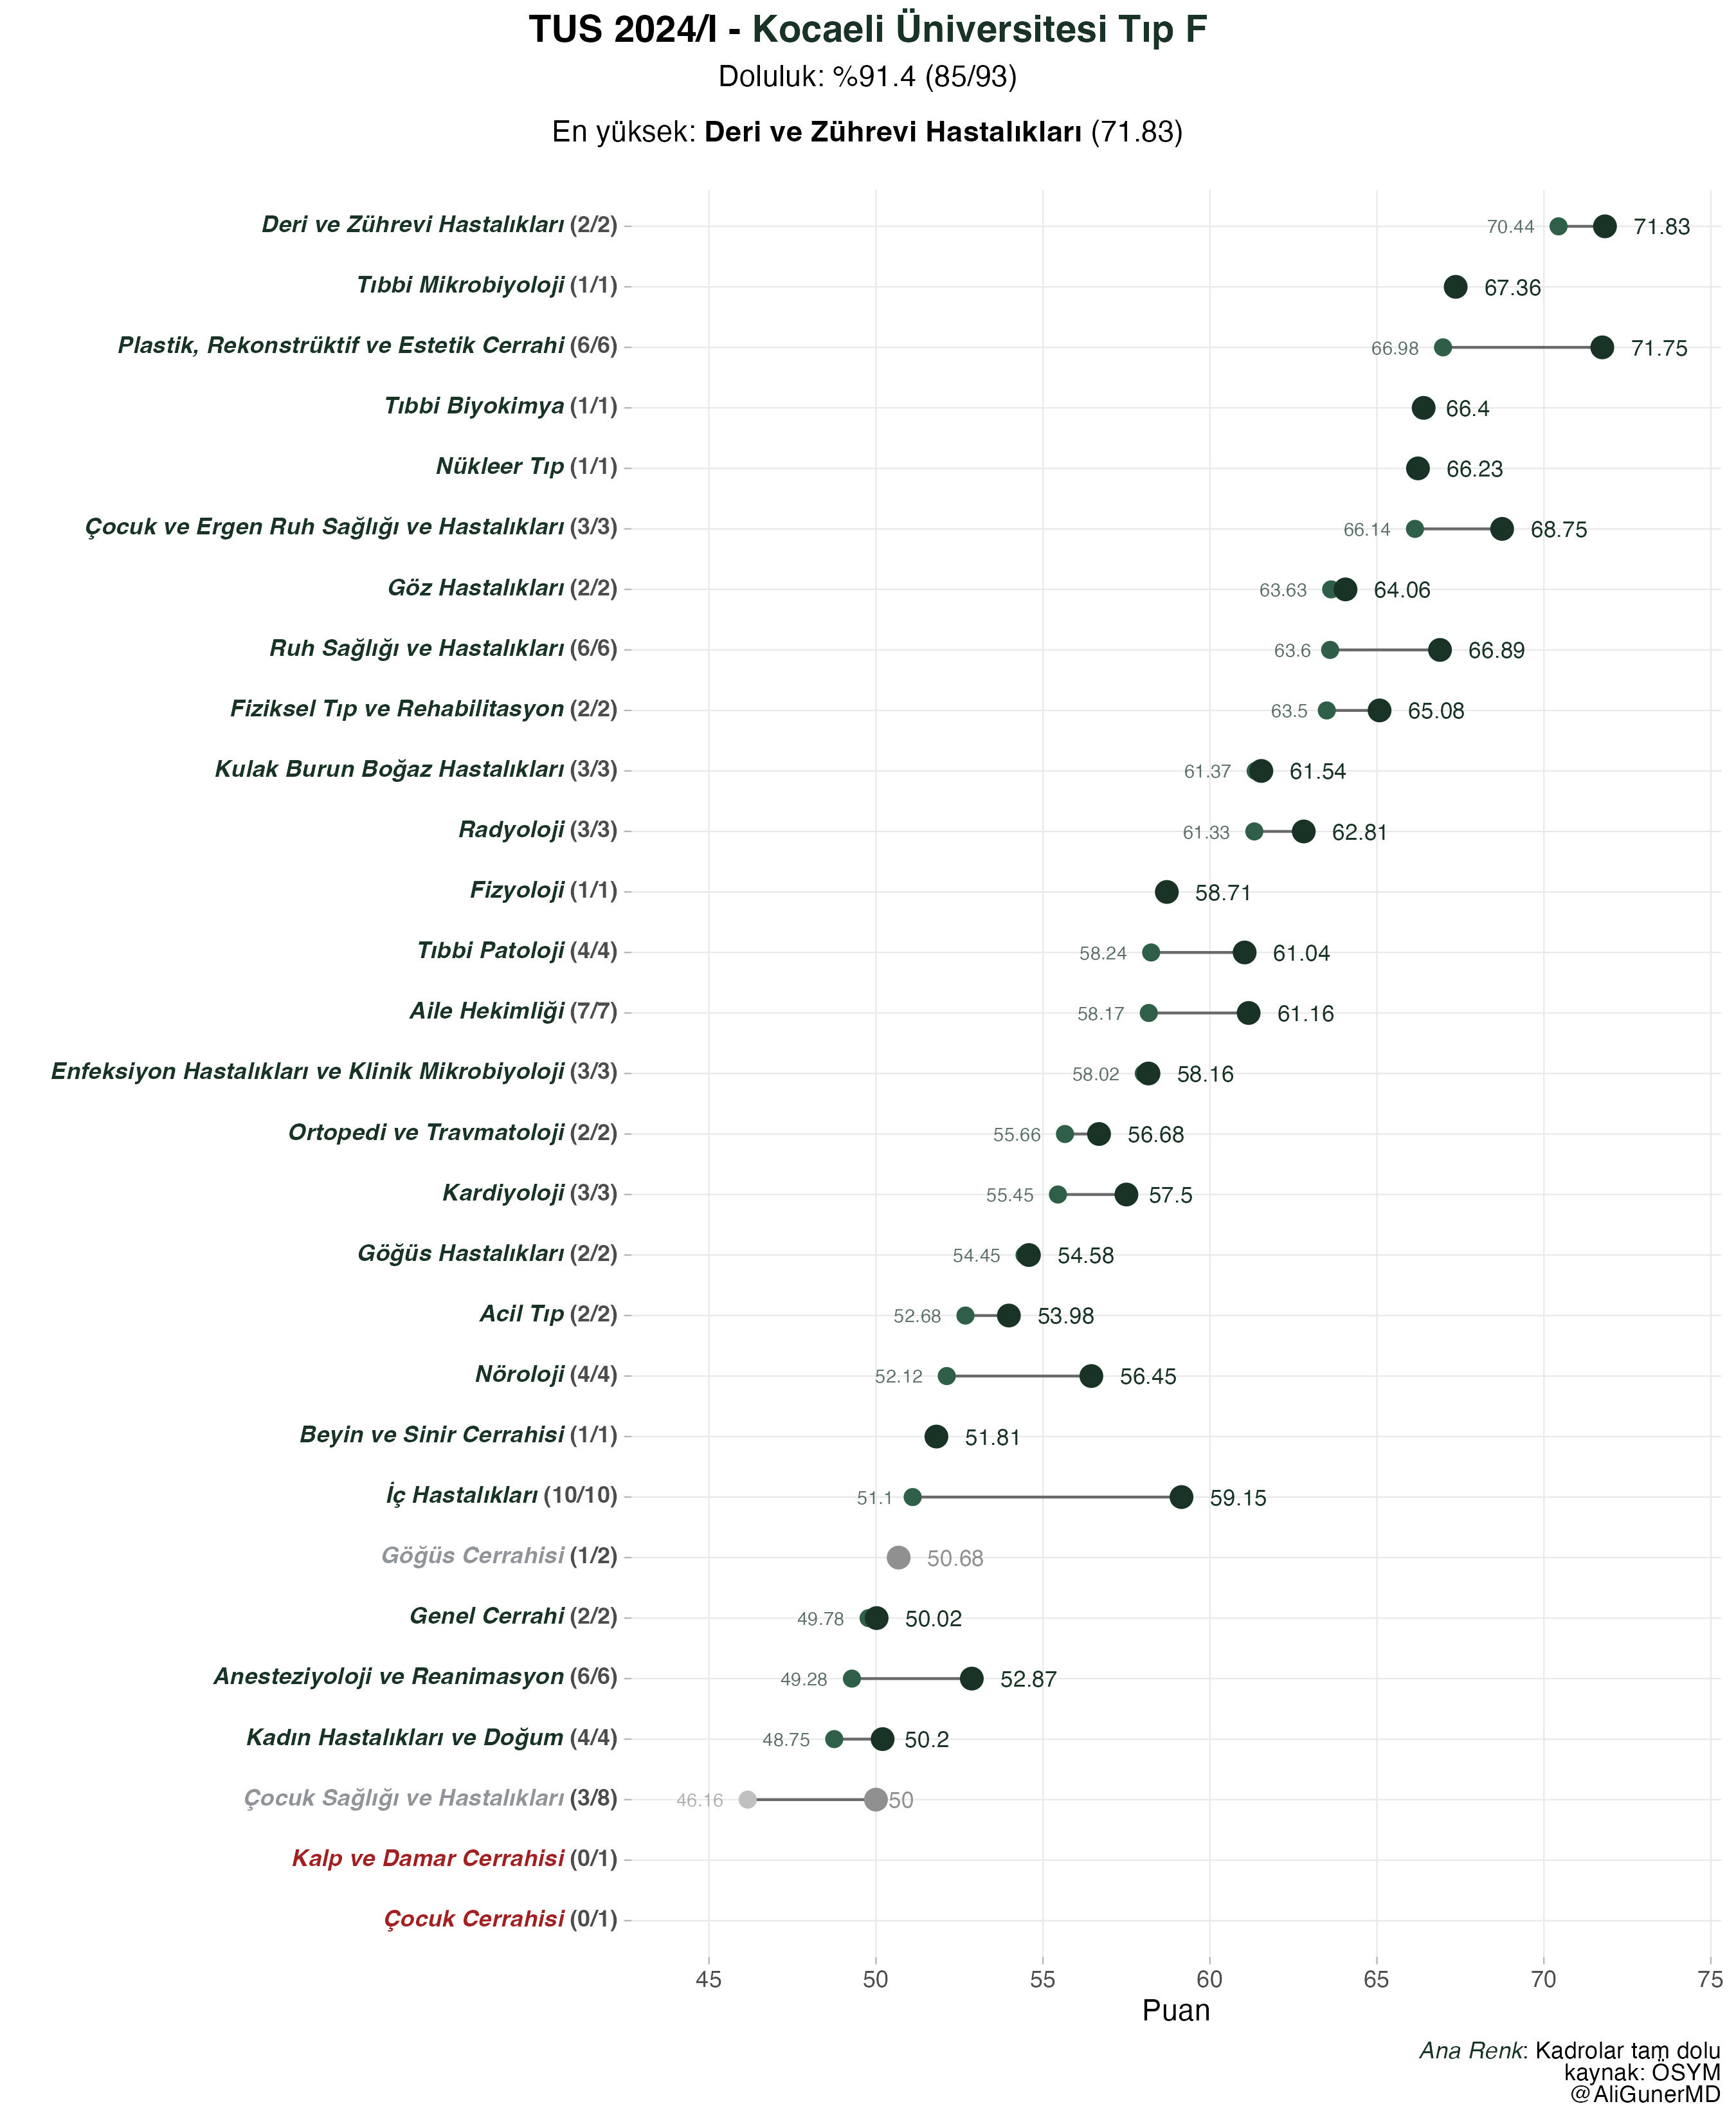 TUS 2024/I - Kocaeli Üniversitesi Tıp F
Doluluk: %91.4 (85/93)
En yüksek: Deri ve Zührevi Hastalıkları (71.83)
Deri ve Zührevi Hastalıkları (2/2) 70.44 71.83
Tıbbi Mikrobiyoloji (1/1) 67.36
Plastik, Rekonstrüktif ve Estetik Cerrahi (6/6) 66.98 71.75
Tıbbi Biyokimya (1/1) 66.4
Nükleer Tıp (1/1) 66.23
Çocuk ve Ergen Ruh Sağlığı ve Hastalıkları (3/3) 66.14 68.75
Göz Hastalıkları (2/2) 63.63 64.06
Ruh Sağlığı ve Hastalıkları (6/6) 63.6 66.89
Fiziksel Tıp ve Rehabilitasyon (2/2) 63.5 65.08
Kulak Burun Boğaz Hastalıkları (3/3) 61.37 61.54
Radyoloji (3/3) 61.33 62.81
Fizyoloji (1/1) 58.71
Tıbbi Patoloji (4/4) 58.24 61.04
Aile Hekimliği (7/7) 58.17 61.16
Enfeksiyon Hastalıkları ve Klinik Mikrobiyoloji (3/3) 58.02 58.16
Ortopedi ve Travmatoloji (2/2) 55.66 56.68
Kardiyoloji (3/3) 55.45 57.5
Göğüs Hastalıkları (2/2) 54.45 54.58
Acil Tıp (2/2) 52.68 53.98
Nöroloji (4/4) 52.12 56.45
Beyin ve Sinir Cerrahisi (1/1) 51.81
İç Hastalıkları (10/10) 51.1 59.15
Göğüs Cerrahisi (1/2) 50.68
Genel Cerrahi (2/2) 49.78 50.02
Anesteziyoloji ve Reanimasyon (6/6) 49.28 52.87
Kadın Hastalıkları ve Doğum (4/4) 48.75 50.2
Çocuk Sağlığı ve Hastalıkları (3/8) 46.16 50
Kalp ve Damar Cerrahisi (0/1)
Çocuk Cerrahisi (0/1)
45 50 55 60 65 70 75
Puan
Ana Renk: Kadrolar tam dolu
kaynak: ÖSYM
@AliGunerMD